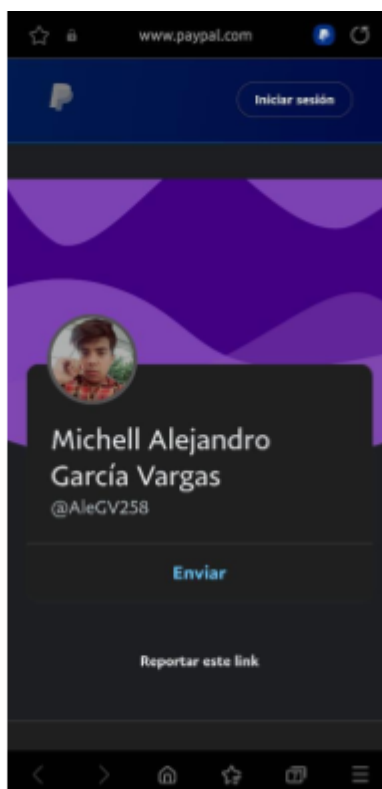 www.paypal.com
Iniciar sesión
Michell Alejandro
García Vargas
@AleGV258
Enviar
Reportar este link